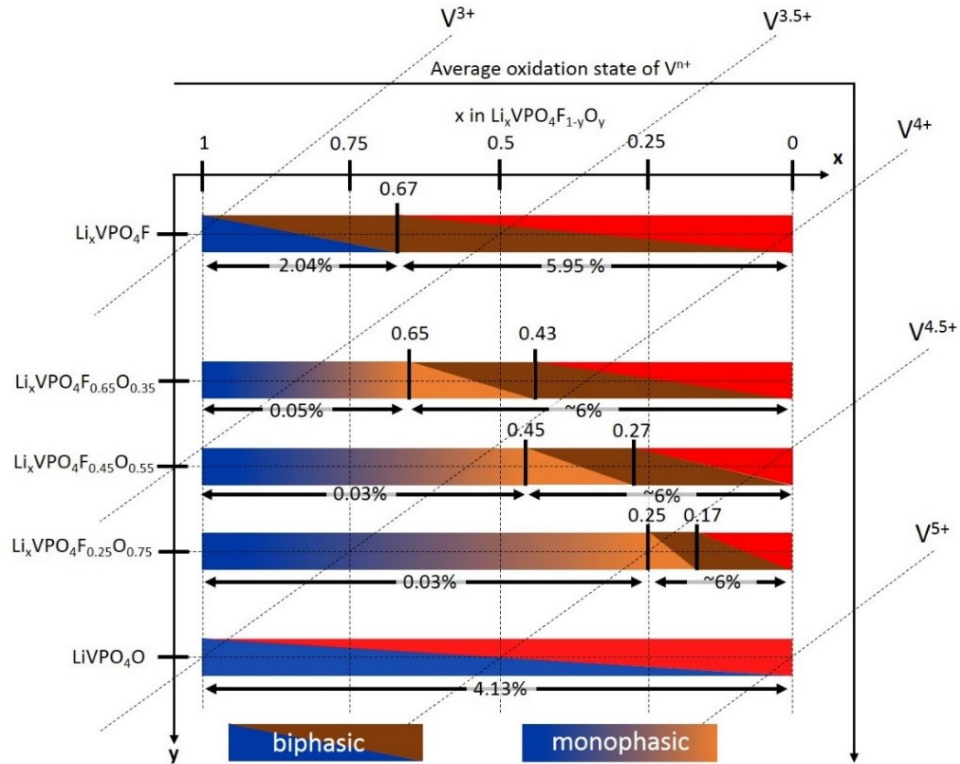 V3+
V3.5+
Average oxidation state of Vn+
x in LixVPO4F1-yOy
V4+
1
0.75
0.5
0.25
0
x
0.67
LixVPO4F
2.04%
5.95 %
V4.5+
0.65
0.43
LixVPO4F0.65O0.35
0.05%
~6%
0.45
0.27
LixVPO4F0.45O0.55
0.03%
~6%
0.25
0.17
V5+
LixVPO4F0.25O0.75
0.03%
~6%
LiVPO4O
4.13%
biphasic
monophasic
y